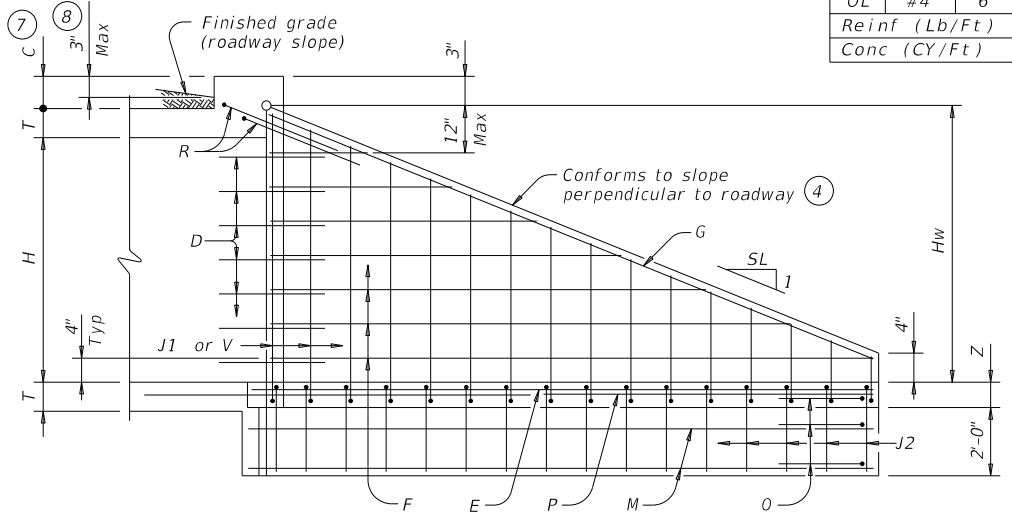 7
8
C
3"
Max
Finished grade
(roadway slope)
3"
OL #4 6
Reinf (Lb/Ft)
Conc (CY/Ft)
T
R
12"
Max
Conforms to slope
perpendicular to roadway 4
D
G
H
Hw
SL
1
4"
Typ
J1 or V
4"
Z
T
J2
2'-0"
F
E
P
M
O